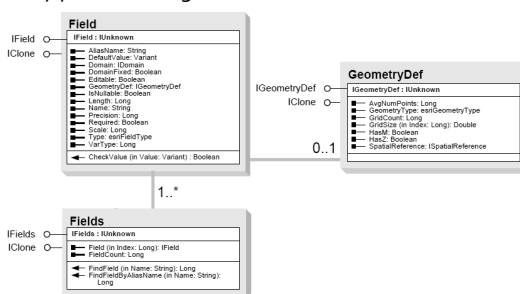 Field
IField
IField : IUnknown
IClone
AliasName: String
DefaultValue: Variant
Domain: IDomain
DomainFixed: Boolean
Editable: Boolean
GeometryDef: IGeometryDef
IsNullable: Boolean
Length: Long
Name: String
Precision: Long
Required: Boolean
Scale: Long
Type: esriFieldType
VarType: Long
CheckValue (in Value: Variant) : Boolean
GeometryDef
IGeometryDef
IGeometryDef : IUnknown
IClone
AvgNumPoints: Long
GeometryType: esriGeometryType
GridCount: Long
GridSize (in Index: Long): Double
HasM: Boolean
HasZ: Boolean
SpatialReference: ISpatialReference
0..1
1..*
Fields
IFields
IFields : IUnknown
IClone
Field (in Index: Long): IField
FieldCount: Long
FindField (in Name: String): Long
FindFieldByAliasName (in Name: String):
Long